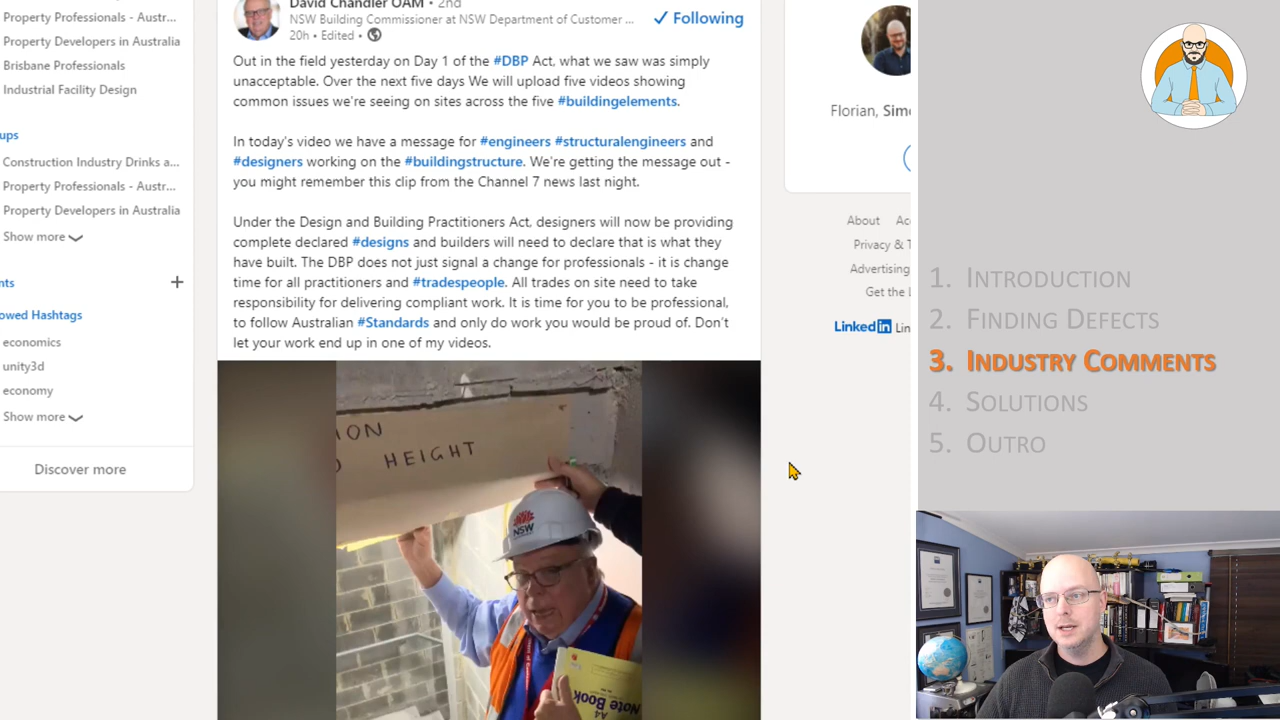 Property Professionals - Austr...
Property Developers in Australia
Brisbane Professionals
Industrial Facility Design
ups
Construction Industry Drinks a...
Property Professionals - Austr...
Property Developers in Australia
Show more
nts
owed Hashtags
economics
unity3d
economy
Show more
Discover more
David Chandler OAM • 2nd
NSW Building Commissioner at NSW Department of Customer ...
20h • Edited •
Following
Out in the field yesterday on Day 1 of the #DBP Act, what we saw was simply
unacceptable. Over the next five days We will upload five videos showing
common issues we're seeing on sites across the five #buildingelements.
In today's video we have a message for #engineers #structuralengineers and
#designers working on the #buildingstructure. We're getting the message out -
you might remember this clip from the Channel 7 news last night.
Under the Design and Building Practitioners Act, designers will now be providing
complete declared #designs and builders will need to declare that is what they
have built. The DBP does not just signal a change for professionals - it is change
time for all practitioners and #tradespeople. All trades on site need to take
responsibility for delivering compliant work. It is time for you to be professional,
to follow Australian #Standards and only do work you would be proud of. Don't
let your work end up in one of my videos.
ION
HEIGHT
NSW
A4
Note Book
Florian, Sim
About Ac
Privacy & T
Advertising
Get the L
Linked in Lin
1. Introduction
2. Finding Defects
3. Industry Comments
4. Solutions
5. Outro